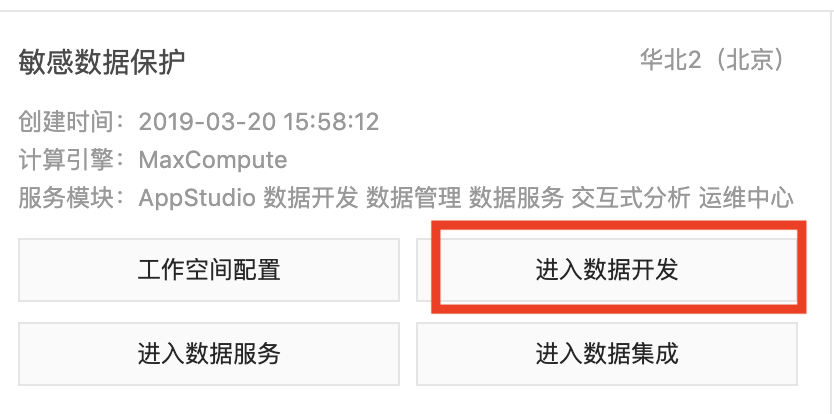 敏感数据保护 华北2（北京）
创建时间：2019-03-20 15:58:12
计算引擎：MaxCompute
服务模块：AppStudio 数据开发 数据管理 数据服务 交互式分析 运维中心
工作空间配置 进入数据开发
进入数据服务 进入数据集成